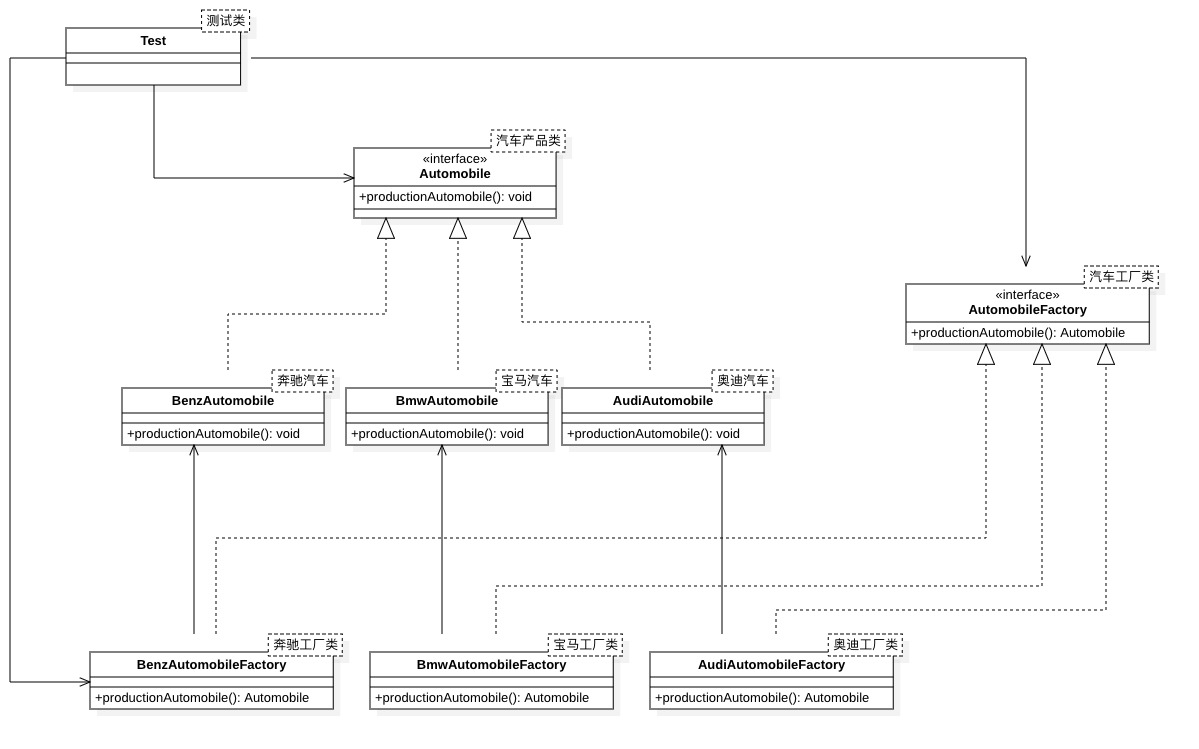 测试类
Test
汽车产品类
«interface»
Automobile
+productionAutomobile(): void
汽车工厂类
«interface»
AutomobileFactory
+productionAutomobile(): Automobile
奔驰汽车
BenzAutomobile
+productionAutomobile(): void
宝马汽车
BmwAutomobile
+productionAutomobile(): void
奥迪汽车
AudiAutomobile
+productionAutomobile(): void
奔驰工厂类
BenzAutomobileFactory
+productionAutomobile(): Automobile
宝马工厂类
BmwAutomobileFactory
+productionAutomobile(): Automobile
奥迪工厂类
AudiAutomobileFactory
+productionAutomobile(): Automobile